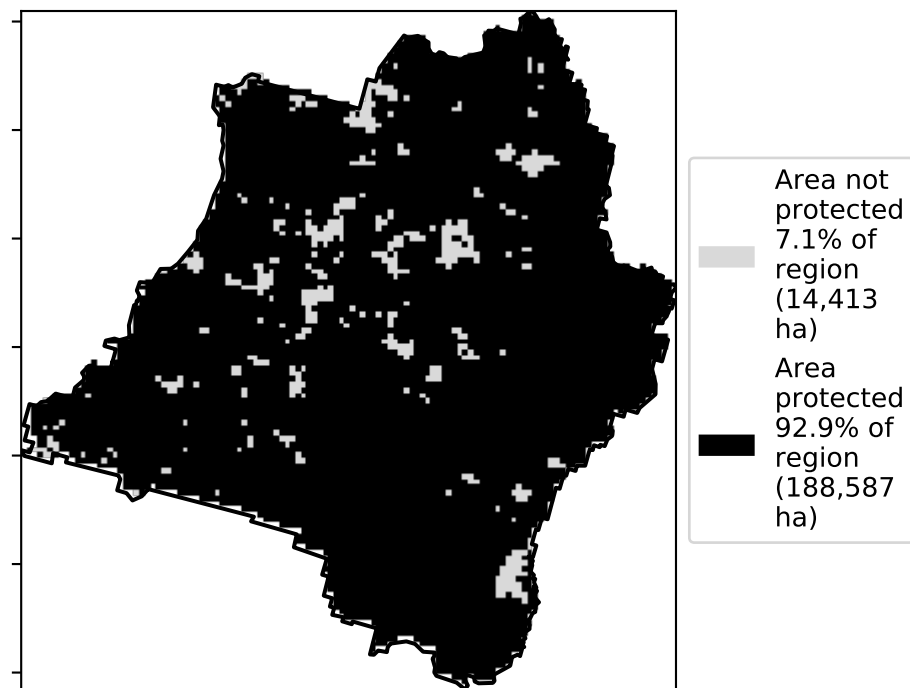 Area not
protected
7.1% of
region
(14,413
ha)
Area
protected
92.9% of
region
(188,587
ha)